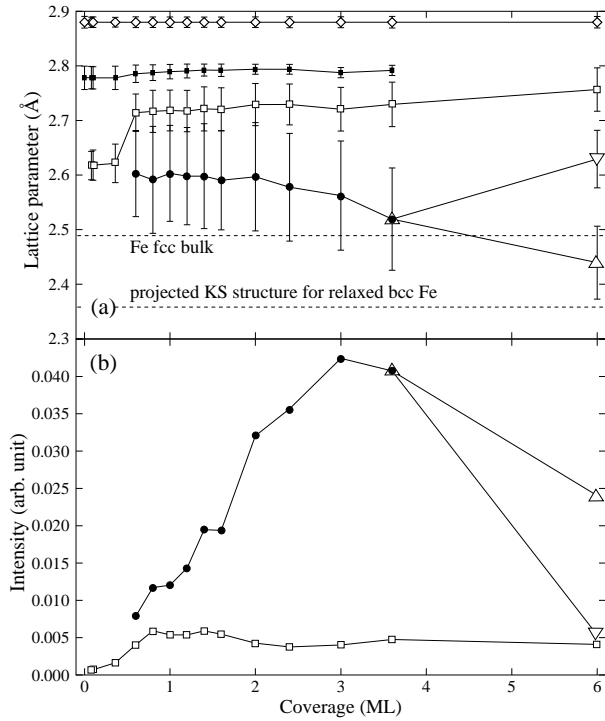 2.9
2.8
2.7
2.6
2.5
2.4
2.3
Lattice parameter (Å)
Fe fcc bulk
projected KS structure for relaxed bcc Fe
(a)
(b)
0.040
0.035
0.030
0.025
0.020
0.015
0.010
0.005
0.000
Intensity (arb. unit)
0 1 2 3 4 5 6
Coverage (ML)